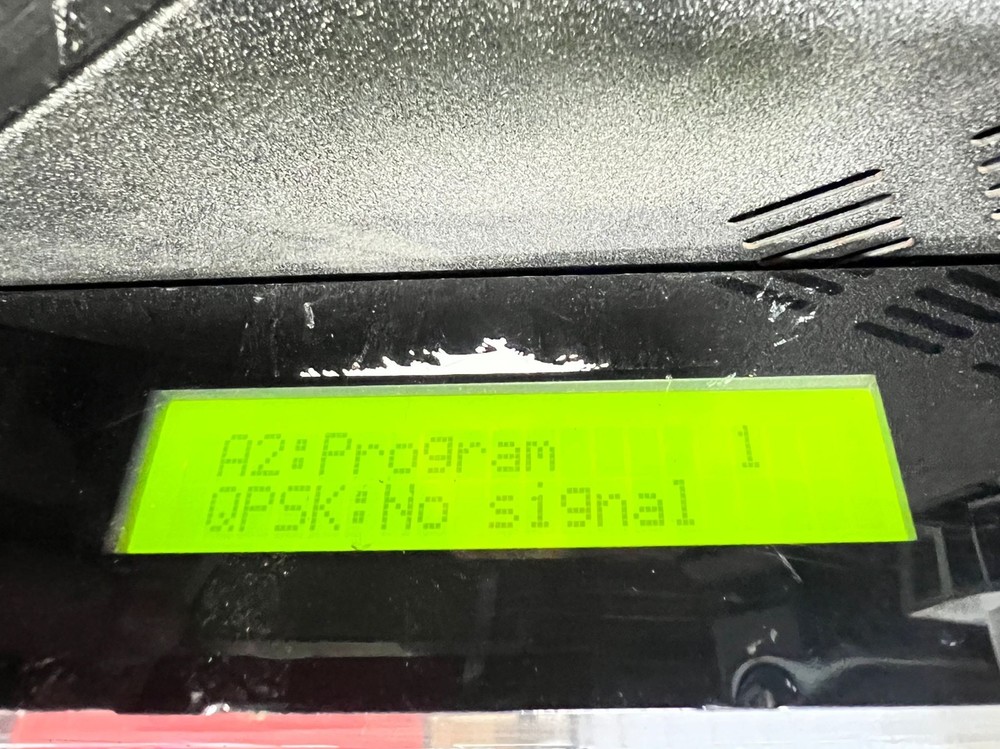 A2:Program 1
QPSK:No signal